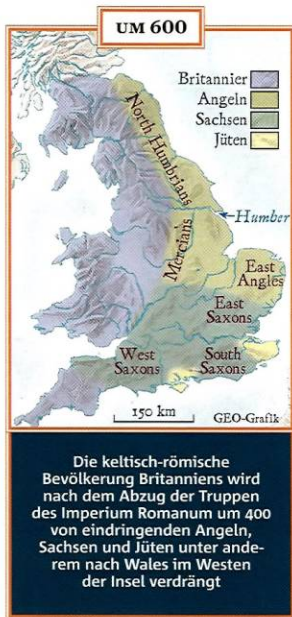 UM 600
Britannier
Angeln
Sachsen
Jüten
North Humbrians
Humber
Mercians
East
Angles
East
Saxons
West
Saxons
South
Saxons
150 km
GEO-Grafik
Die keltisch-römische
Bevölkerung Britanniens wird
nach dem Abzug der Truppen
des Imperium Romanum um 400
von eindringenden Angeln,
Sachsen und Jüten unter ande-
rem nach Wales im Westen
der Insel verdrängt